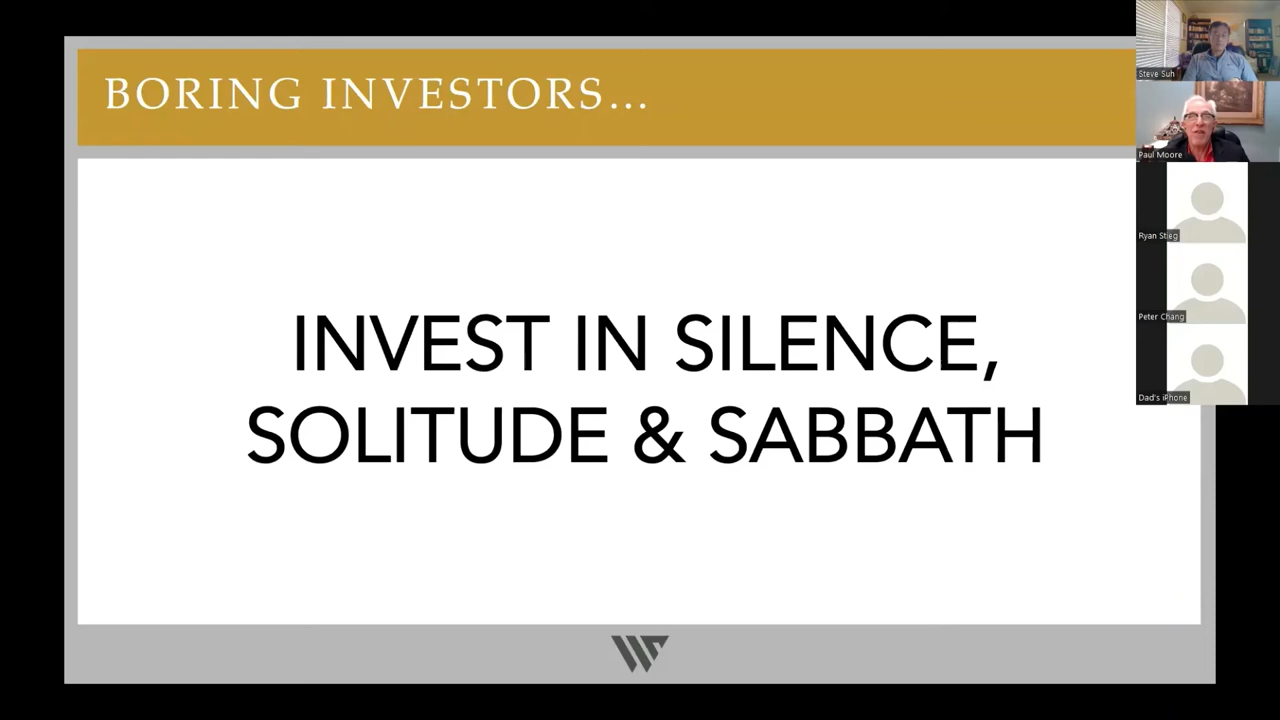 BORING INVESTORS...
INVEST IN SILENCE,
SOLITUDE & SABBATH
Steve Suh
Paul Moore
Ryan Stieg
Peter Chang
Dad's iPhone